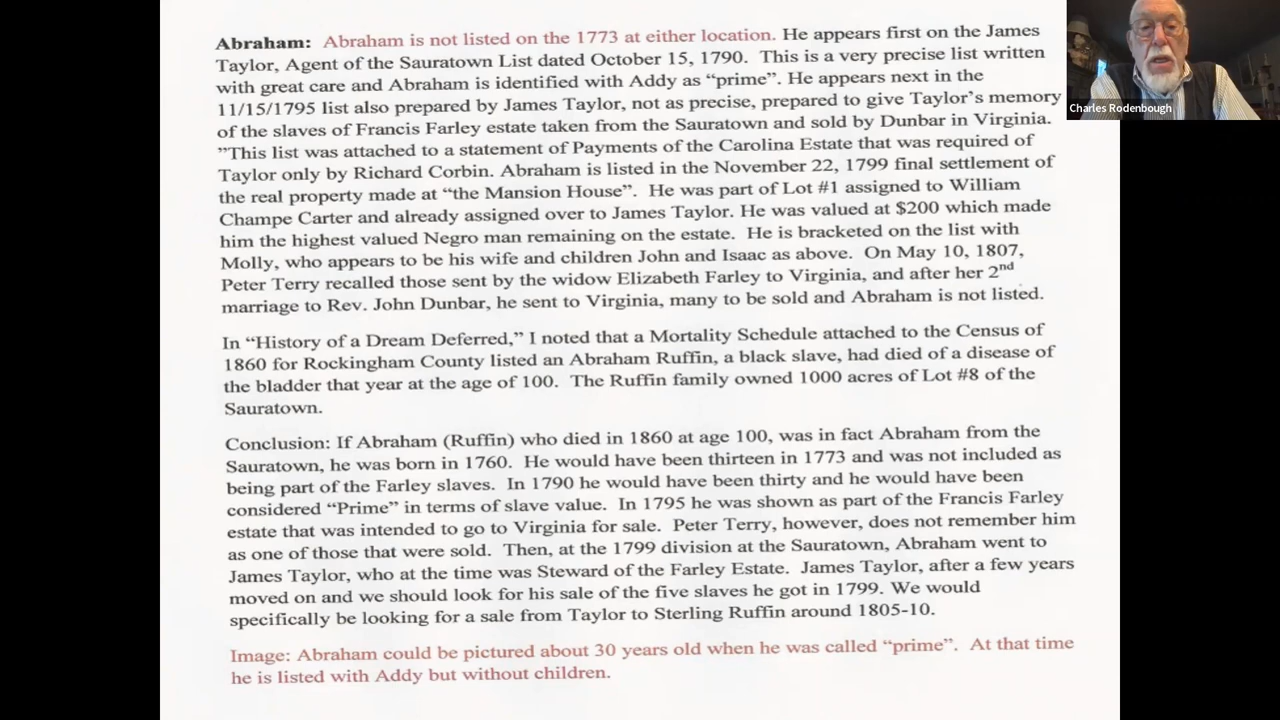 Abraham: Abraham is not listed on the 1773 at either location. He appears first on the James
Taylor, Agent of the Sauratown List dated October 15, 1790. This is a very precise list written
with great care and Abraham is identified with Addy as “prime”. He appears next in the
11/15/1795 list also prepared by James Taylor, not as precise, prepared to give Taylor’s memory
of the slaves of Francis Farley estate taken from the Sauratown and sold by Dunbar in Virginia.
”This list was attached to a statement of Payments of the Carolina Estate that was required of
Taylor only by Richard Corbin. Abraham is listed in the November 22, 1799 final settlement of
the real property made at “the Mansion House”. He was part of Lot #1 assigned to William
Champe Carter and already assigned over to James Taylor. He was valued at $200 which made
him the highest valued Negro man remaining on the estate. He is bracketed on the list with
Molly, who appears to be his wife and children John and Isaac as above. On May 10, 1807,
Peter Terry recalled those sent by the widow Elizabeth Farley to Virginia, and after her 2nd
marriage to Rev. John Dunbar, he sent to Virginia, many to be sold and Abraham is not listed.
In “History of a Dream Deferred,” I noted that a Mortality Schedule attached to the Census of
1860 for Rockingham County listed an Abraham Ruffin, a black slave, had died of a disease of
the bladder that year at the age of 100. The Ruffin family owned 1000 acres of Lot #8 of the
Sauratown.
Conclusion: If Abraham (Ruffin) who died in 1860 at age 100, was in fact Abraham from the
Sauratown, he was born in 1760. He would have been thirteen in 1773 and was not included as
being part of the Farley slaves. In 1790 he would have been thirty and he would have been
considered “Prime” in terms of slave value. In 1795 he was shown as part of the Francis Farley
estate that was intended to go to Virginia for sale. Peter Terry, however, does not remember him
as one of those that were sold. Then, at the 1799 division at the Sauratown, Abraham went to
James Taylor, who at the time was Steward of the Farley Estate. James Taylor, after a few years
moved on and we should look for his sale of the five slaves he got in 1799. We would
specifically be looking for a sale from Taylor to Sterling Ruffin around 1805-10.
Image: Abraham could be pictured about 30 years old when he was called “prime”. At that time
he is listed with Addy but without children.
Charles Rodenbough